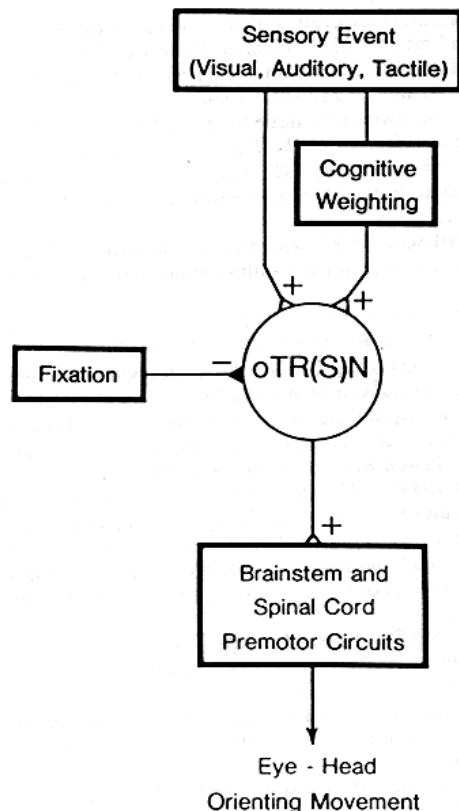 Sensory Event
(Visual, Auditory, Tactile)
Cognitive
Weighting
+
+
Fixation
−
oTR(S)N
+
Brainstem and
Spinal Cord
Premotor Circuits
Eye - Head
Orienting Movement